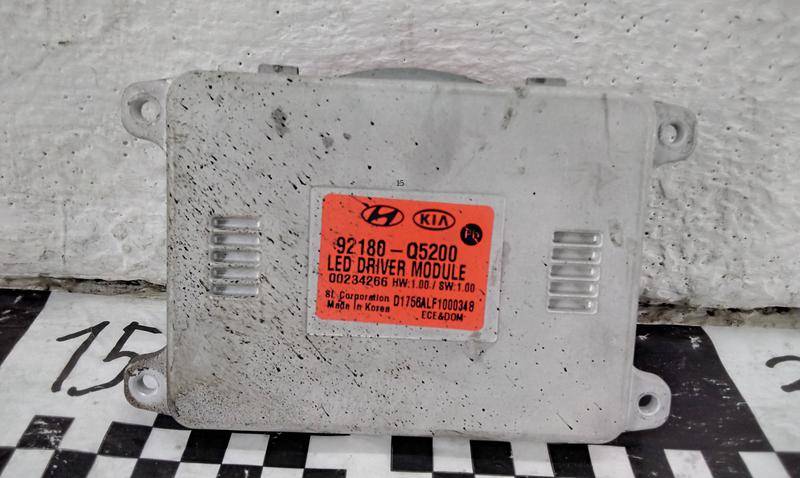 15
KIA
92180-Q5200
LED DRIVER MODULE
00234266 HW:1.00 / SW:1.00
SL Corporation D1756ALF1000348
Made in Korea ECE&DOM
15